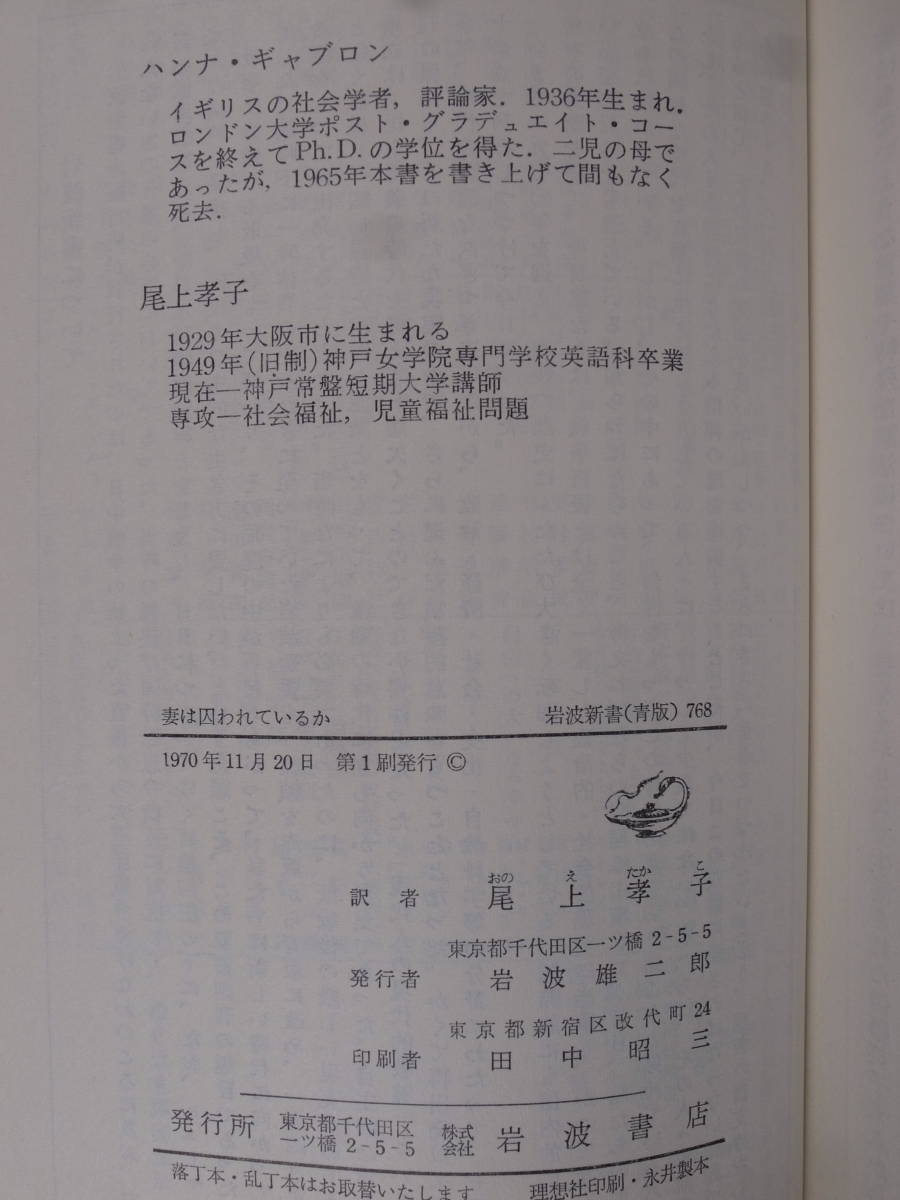 ハンナ・ギャブロン
イギリスの社会学者，評論家．1936年生まれ．
ロンドン大学ポスト・グラデュエイト・コー
スを終えてPh.D.の学位を得た．二児の母で
あったが，1965年本書を書き上げて間もなく
死去．
尾上孝子
1929年大阪市に生まれる
1949年(旧制)神戸女学院専門学校英語科卒業
現在―神戸常盤短期大学講師
専攻―社会福祉，児童福祉問題
妻は囚われているか 岩波新書(青版)768
1970年11月20日 第1刷発行 ©
おの え たか こ
訳者 尾上孝子
東京都千代田区一ツ橋 2-5-5
発行者 岩波雄二郎
東京都新宿区改代町24
印刷者 田中昭三
発行所 東京都千代田区 株式 岩波書店
一ツ橋 2-5-5 会社
落丁本・乱丁本はお取替いたします 理想社印刷・永井製本